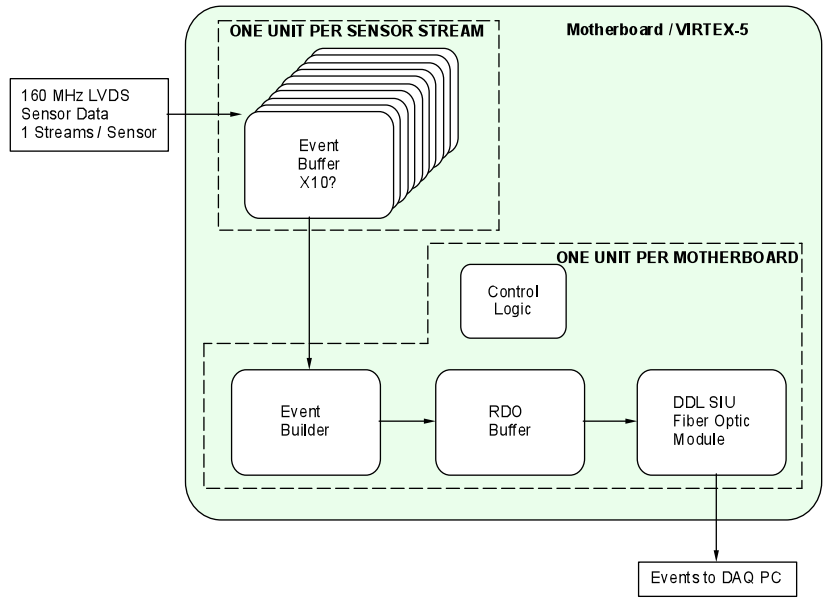 ONE UNIT PER SENSOR STREAM
Motherboard / VIRTEX-5
160 MHz LVDS
Sensor Data
1 Streams / Sensor
Event
Buffer
X10?
ONE UNIT PER MOTHERBOARD
Control
Logic
Event
Builder
RDO
Buffer
DDL SIU
Fiber Optic
Module
Events to DAQ PC